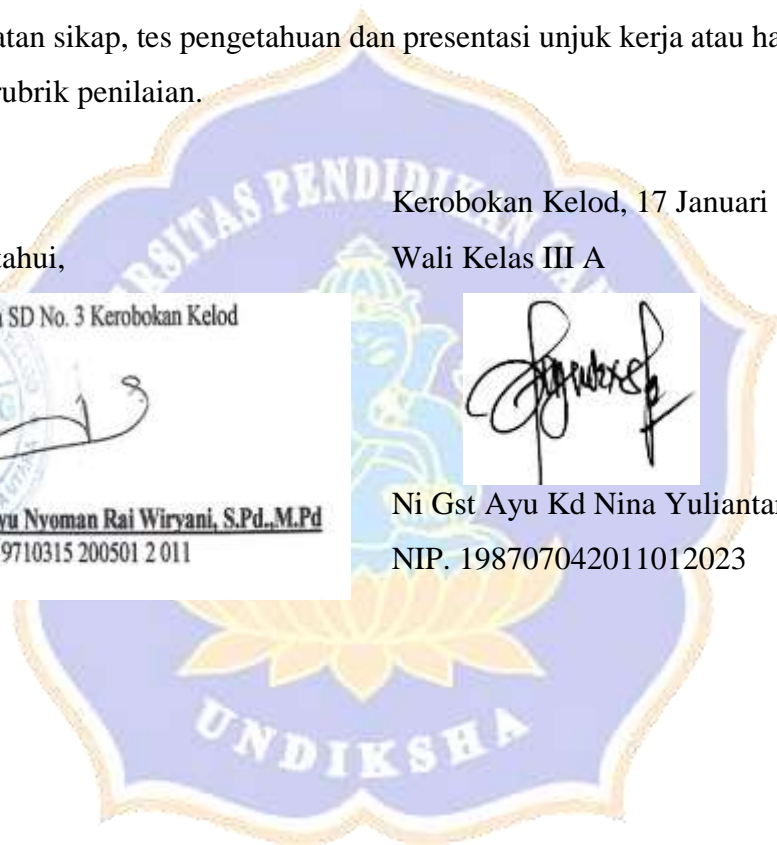 atan sikap, tes pengetahuan dan presentasi unjuk kerja atau ha
rubrik penilaian.
Kerobokan Kelod, 17 Januari
tahui,
Wali Kelas III A
SD No. 3 Kerobokan Kelod
yu Nyoman Rai Wiryani, S.Pd.,M.Pd
9710315 200501 2 011
Ni Gst Ayu Kd Nina Yuliantar
NIP. 198707042011012023
UNDIKSHA